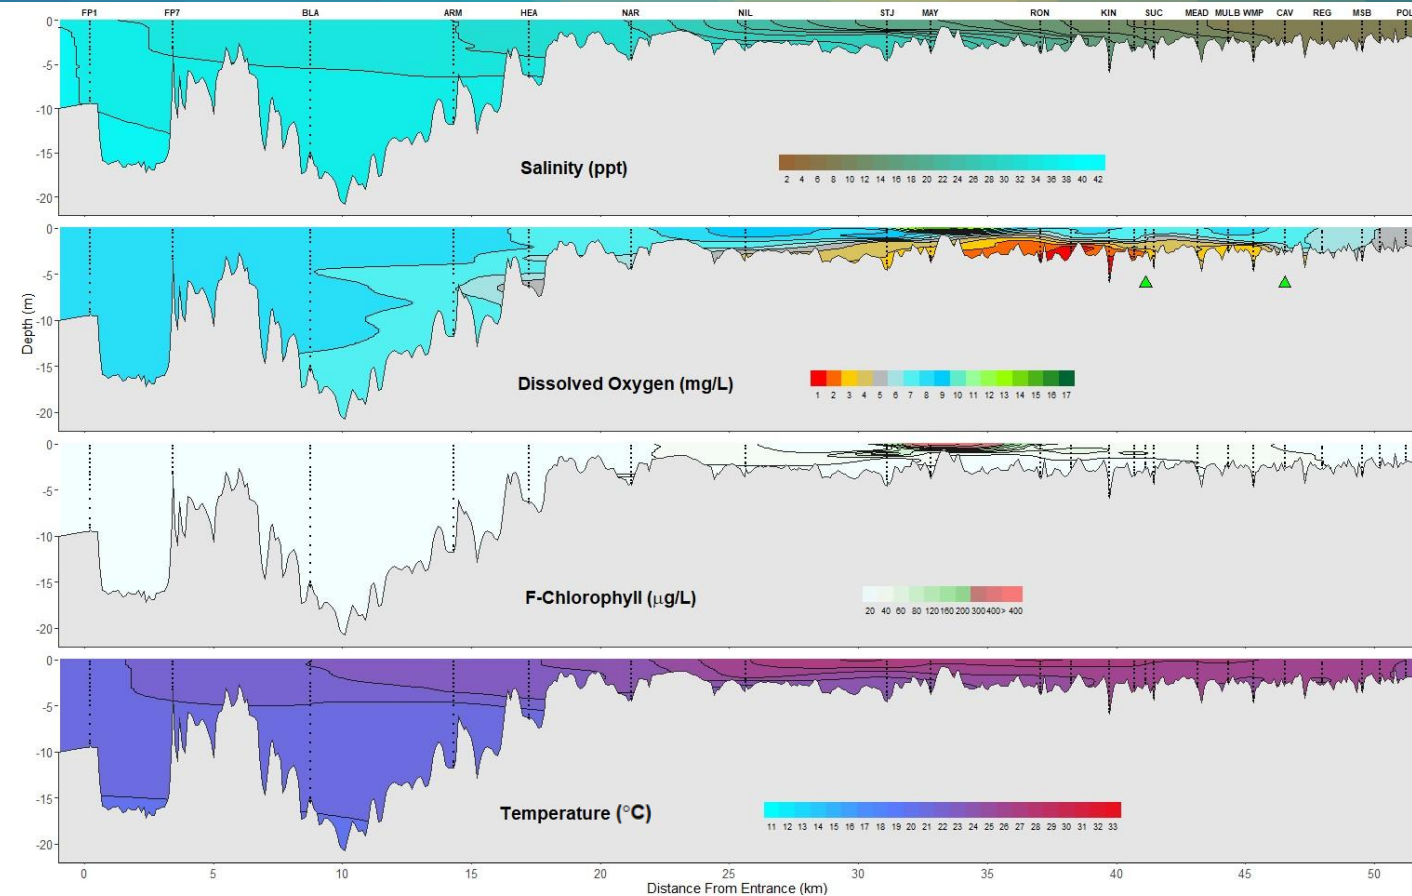 FP1 FP7 BLA ARM HEA NAR NIL STJ MAY RON KIN SUC MEAD MULB WMP CAV REG MSB POL
0
-5
-10
-15
-20
Salinity (ppt)
2 4 6 8 10 12 14 16 18 20 22 24 26 28 30 32 34 36 38 40 42
0
-5
-10
-15
-20
Depth (m)
Dissolved Oxygen (mg/L)
1 2 3 4 5 6 7 8 9 10 11 12 13 14 15 16 17
0
-5
-10
-15
-20
F-Chlorophyll (µg/L)
20 40 60 80 120 160 200 300 400 > 400
0
-5
-10
-15
-20
Temperature (°C)
11 12 13 14 15 16 17 18 19 20 21 22 23 24 25 26 27 28 29 30 31 32 33
0 5 10 15 20 25 30 35 40 45 50
Distance From Entrance (km)